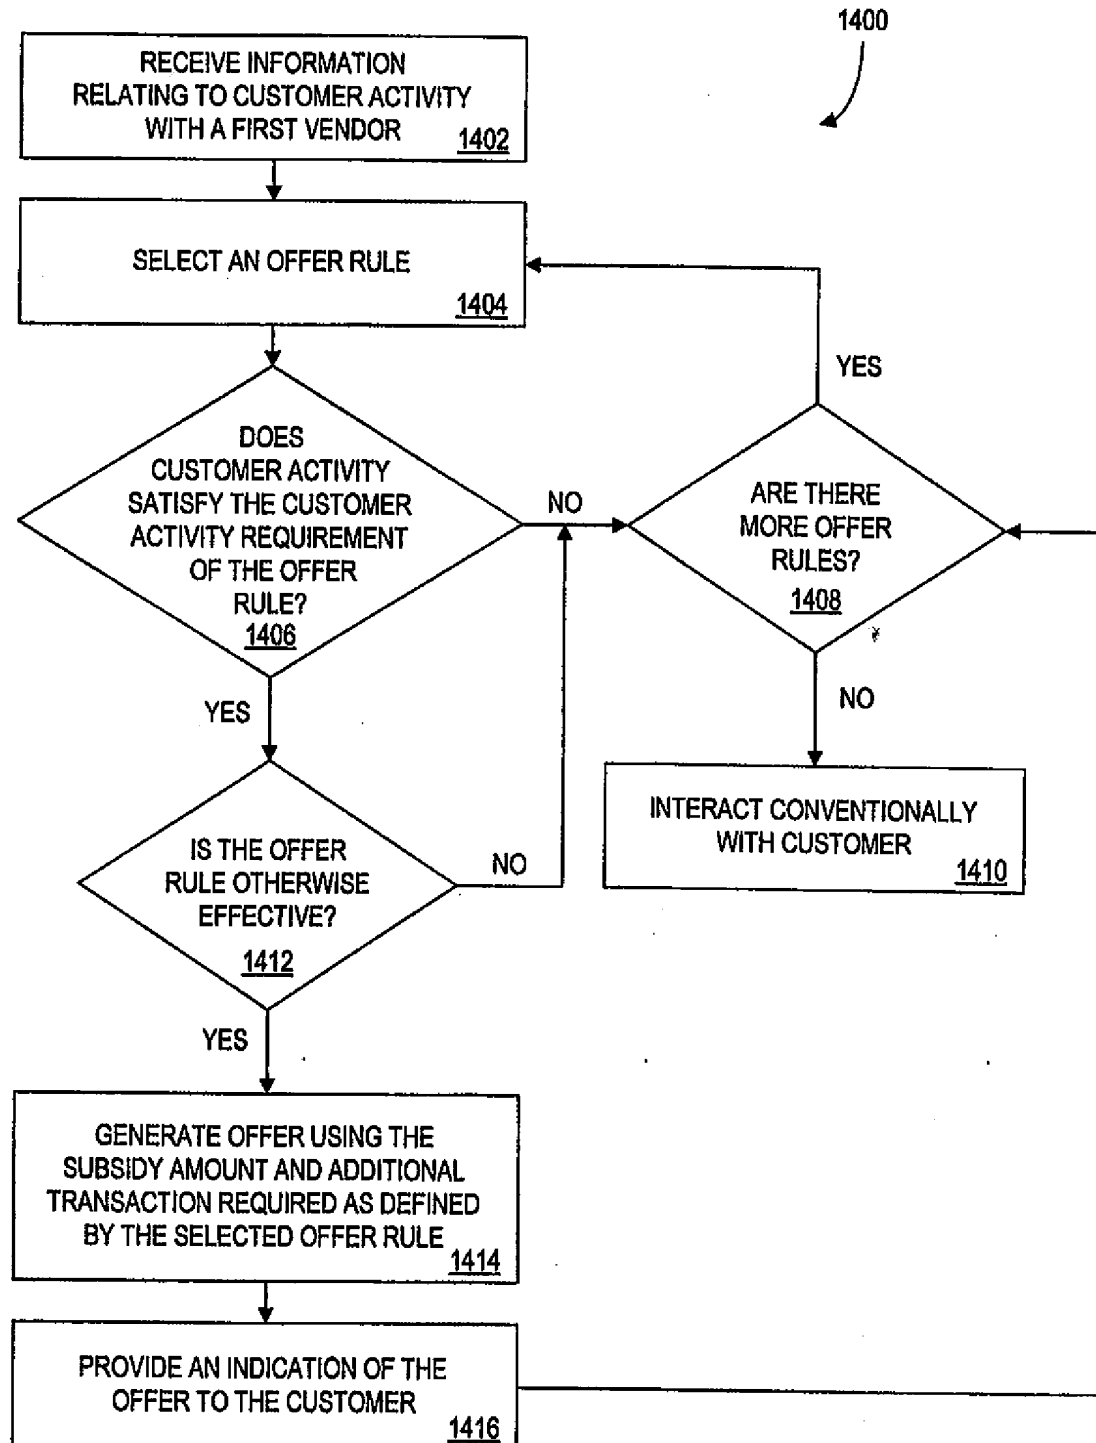 1400
RECEIVE INFORMATION
RELATING TO CUSTOMER ACTIVITY
WITH A FIRST VENDOR
1402
SELECT AN OFFER RULE
1404
YES
DOES
CUSTOMER ACTIVITY
SATISFY THE CUSTOMER
ACTIVITY REQUIREMENT
OF THE OFFER
RULE?
1406
NO
ARE THERE
MORE OFFER
RULES?
1408
YES
NO
IS THE OFFER
RULE OTHERWISE
EFFECTIVE?
1412
NO
INTERACT CONVENTIONALLY
WITH CUSTOMER
1410
YES
GENERATE OFFER USING THE
SUBSIDY AMOUNT AND ADDITIONAL
TRANSACTION REQUIRED AS DEFINED
BY THE SELECTED OFFER RULE
1414
PROVIDE AN INDICATION OF THE
OFFER TO THE CUSTOMER
1416